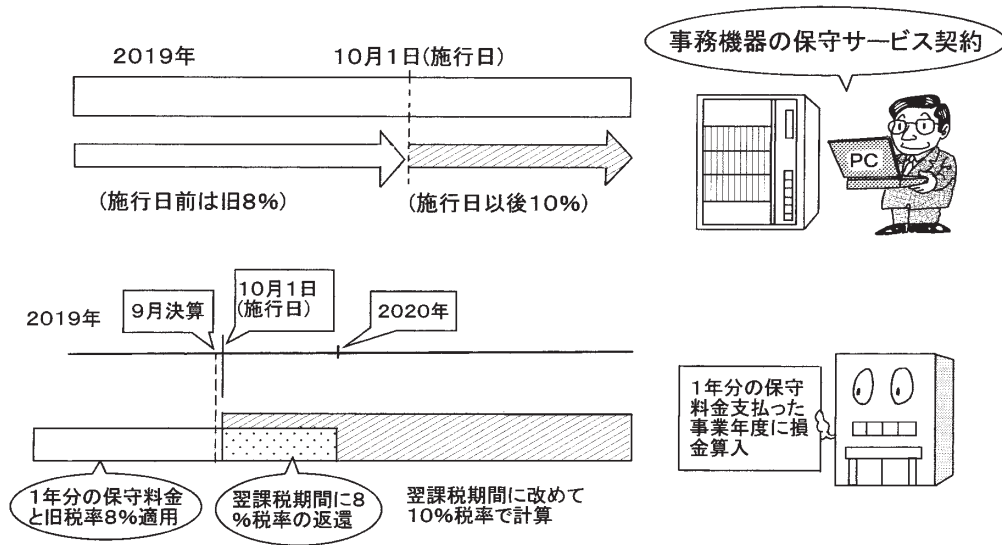 2019年
10月1日(施行日)
事務機器の保守サービス契約
PC
(施行日前は旧8%)
(施行日以後10%)
2019年
9月決算
10月1日
(施行日)
2020年
1年分の保守
料金支払った
事業年度に損
金算入
1年分の保守料金
と旧税率8%適用
翌課税期間に8
%税率の返還
翌課税期間に改めて
10%税率で計算